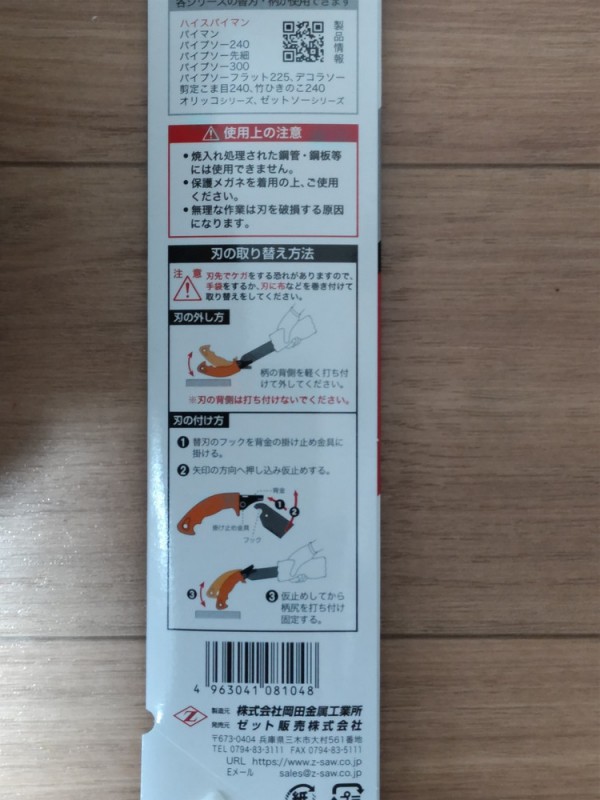 各シリーズの替刃・柄が使用できます
ハイスパイマン
パイマン
パイプソー240
パイプソー先細
パイプソー300
パイプソーフラット225、デコラソー
剪定こま目240、竹ひきのこ240
オリッコシリーズ、ゼットソーシリーズ
製品情報
使用上の注意
●焼入れ処理された鋼管・鋼板等
には使用できません。
●保護メガネを着用の上、ご使用
ください。
●無理な作業は刃を破損する原因
になります。
刃の取り替え方法
注意
刃先でケガをする恐れがありますので、
手袋をするか、刃に布などを巻き付けて
取り替えをしてください。
刃の外し方
柄の背側を軽く打ち付
けて外してください。
※刃の背側は打ち付けないでください。
刃の付け方
❶ 替刃のフックを背金の掛け止め金具に
掛ける。
❷ 矢印の方向へ押し込み仮止めする。
背金
❶
❷
掛け止め金具
フック
❸
❸ 仮止めしてから
柄尻を打ち付け
固定する。
4 963041 081048
Z
製造元 株式会社岡田金属工業所
発売元 ゼット販売株式会社
〒673-0404 兵庫県三木市大村561番地
TEL 0794-83-3111 FAX 0794-83-5111
URL https://www.z-saw.co.jp
Eメール sales@z-saw.co.jp
紙